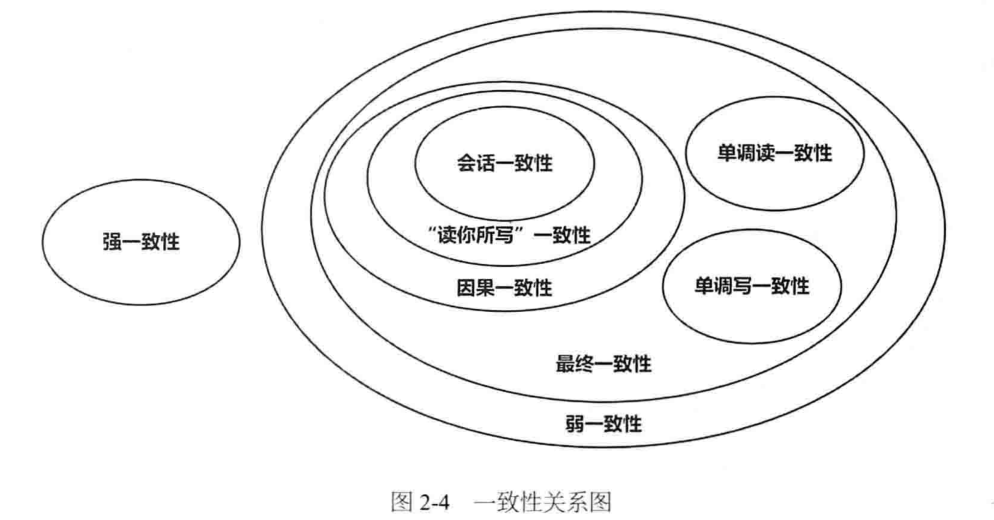 会话一致性
单调读一致性
“读你所写”一致性
强一致性
因果一致性
单调写一致性
最终一致性
弱一致性
图 2-4 一致性关系图